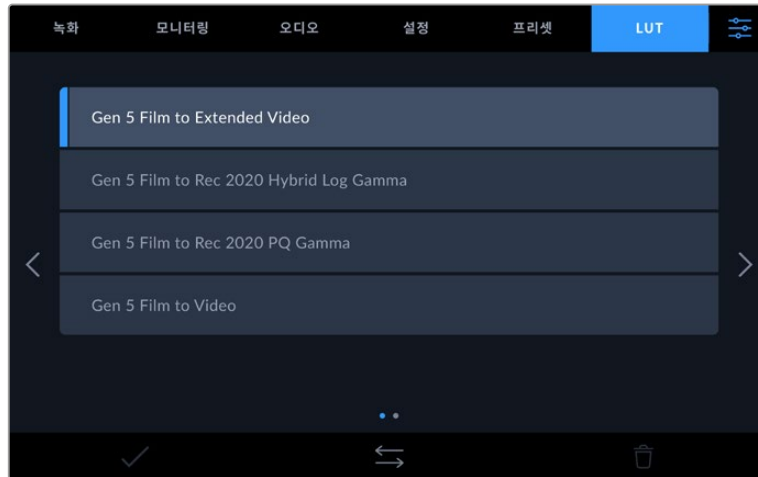 녹화 모니터링 오디오 설정 프리셋 LUT
Gen 5 Film to Extended Video
Gen 5 Film to Rec 2020 Hybrid Log Gamma
Gen 5 Film to Rec 2020 PQ Gamma
Gen 5 Film to Video